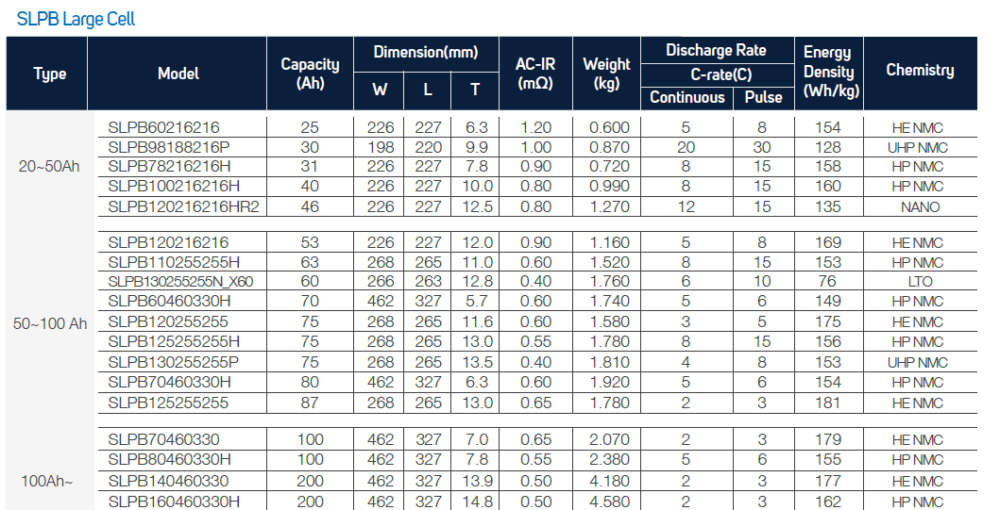 SLPB Large Cell
Type Model Capacity (Ah) Dimension(mm) AC-IR (mΩ) Weight (kg) Discharge Rate Energy Density (Wh/kg) Chemistry
W L T C-rate(C)
Continuous Pulse
SLPB60216216 25 226 227 6.3 1.20 0.600 5 8 154 HE NMC
SLPB98188216P 30 198 220 9.9 1.00 0.870 20 30 128 UHP NMC
20~50Ah SLPB78216216H 31 226 227 7.8 0.90 0.720 8 15 158 HP NMC
SLPB100216216H 40 226 227 10.0 0.80 0.990 8 15 160 HP NMC
SLPB120216216HR2 46 226 227 12.5 0.80 1.270 12 15 135 NANO
SLPB120216216 53 226 227 12.0 0.90 1.160 5 8 169 HE NMC
SLPB110255255H 63 268 265 11.0 0.60 1.520 8 15 153 HP NMC
SLPB130255255N_X60 60 266 263 12.8 0.40 1.760 6 10 76 LTO
SLPB60460330H 70 462 327 5.7 0.60 1.740 5 6 149 HP NMC
50~100 Ah SLPB120255255 75 268 265 11.6 0.60 1.580 3 5 175 HE NMC
SLPB125255255H 75 268 265 13.0 0.55 1.780 8 15 156 HP NMC
SLPB130255255P 75 268 265 13.5 0.40 1.810 4 8 153 UHP NMC
SLPB70460330H 80 462 327 6.3 0.60 1.920 5 6 154 HP NMC
SLPB125255255 87 268 265 13.0 0.65 1.780 2 3 181 HE NMC
SLPB70460330 100 462 327 7.0 0.65 2.070 2 3 179 HE NMC
SLPB80460330H 100 462 327 7.8 0.55 2.380 5 6 155 HP NMC
100Ah~ SLPB140460330 200 462 327 13.9 0.50 4.180 2 3 177 HE NMC
SLPB160460330H 200 462 327 14.8 0.50 4.580 2 3 162 HP NMC